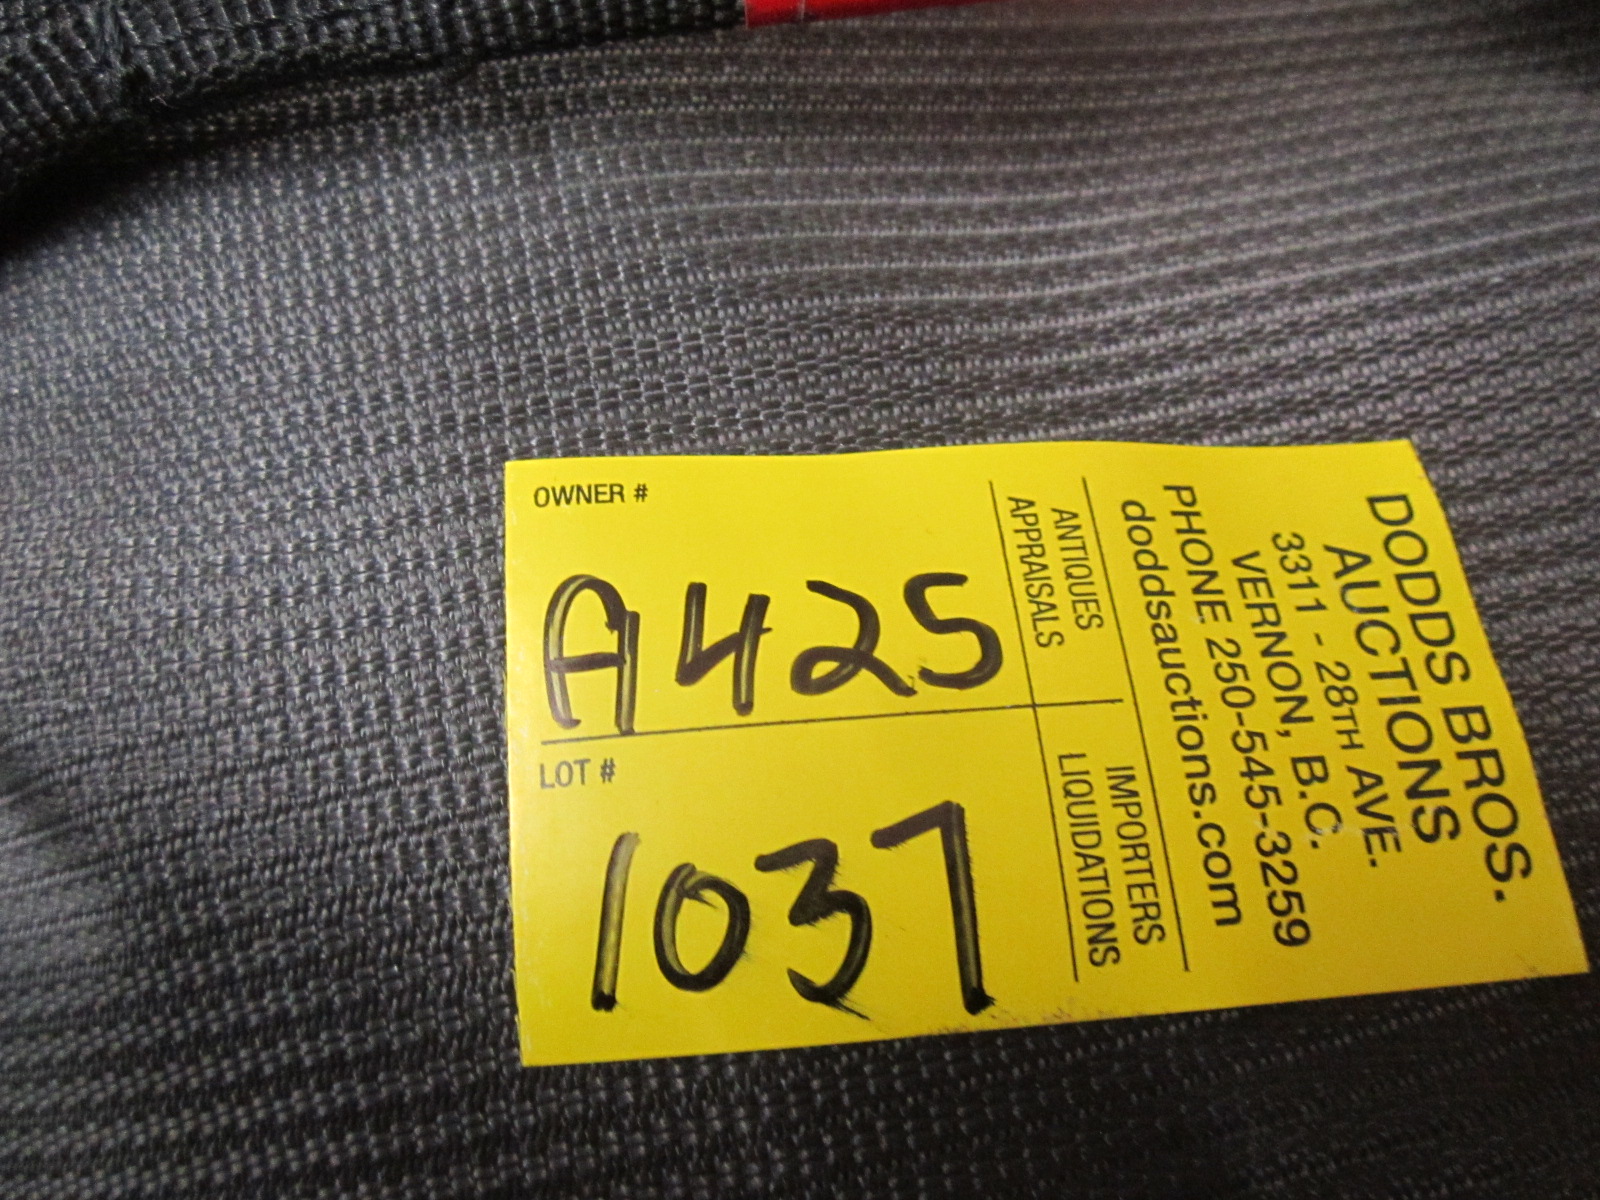 OWNER #
A425
LOT #
1037
ANTIQUES
APPRAISALS
IMPORTERS
LIQUIDATIONS
DODDS BROS.
AUCTIONS
3311 - 28TH AVE.
VERNON, B.C.
PHONE 250-545-3259
doddsauctions.com